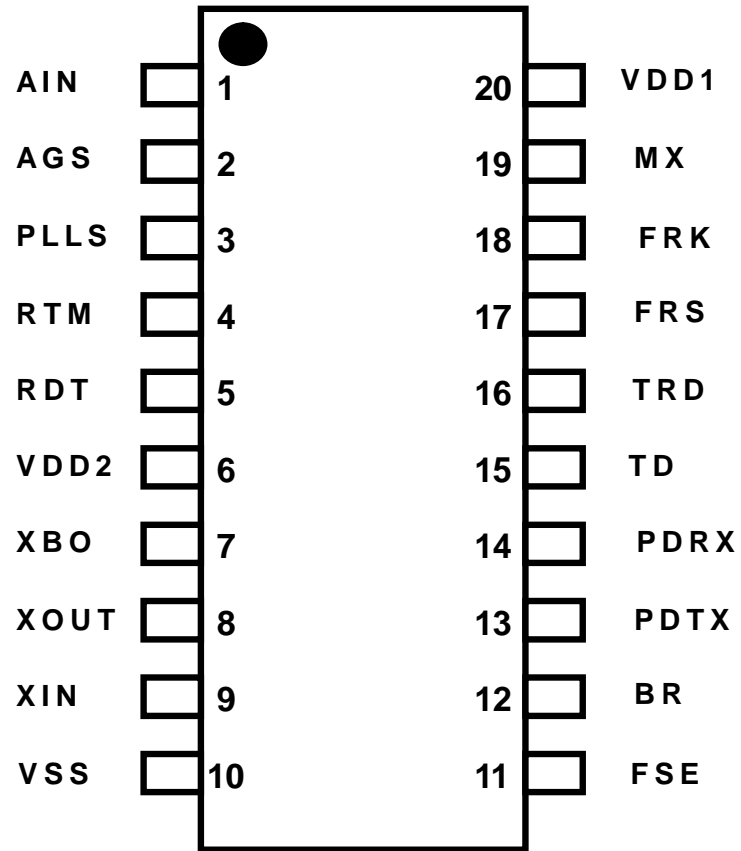 AIN 1 20 VDD1
AGS 2 19 MX
PLLS 3 18 FRK
RTM 4 17 FRS
RDT 5 16 TRD
VDD2 6 15 TD
XBO 7 14 PDRX
XOUT 8 13 PDTX
XIN 9 12 BR
VSS 10 11 FSE